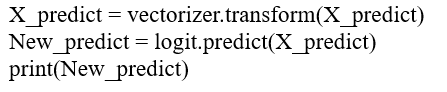 X_predict = vectorizer.transform(X_predict)
New_predict = logit.predict(X_predict)
print(New_predict)